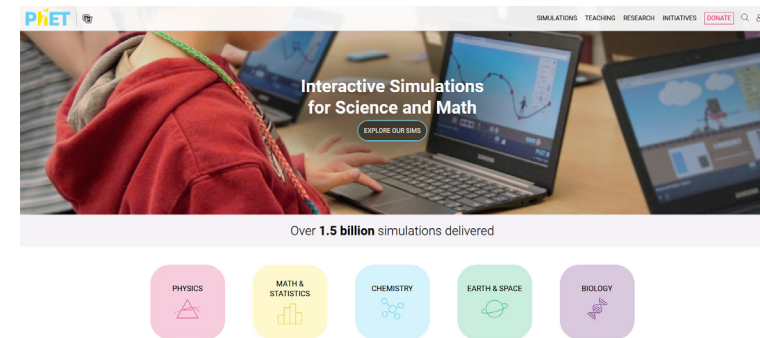 PhET
SIMULATIONS TEACHING RESEARCH INITIATIVES DONATE
Interactive Simulations
for Science and Math
EXPLORE OUR SIMS
Over 1.5 billion simulations delivered
PHYSICS
MATH &
STATISTICS
CHEMISTRY
EARTH & SPACE
BIOLOGY